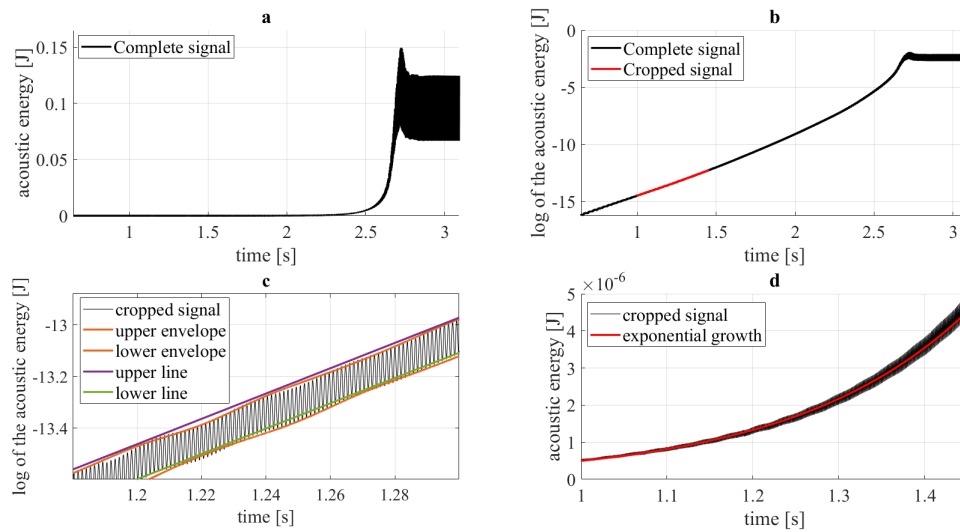 a
acoustic energy [J]
0.15
0.1
0.05
0
Complete signal
1
1.5
2
2.5
3
time [s]
b
log of the acoustic energy [J]
0
-5
-10
-15
Complete signal
Cropped signal
1
1.5
2
2.5
3
time [s]
c
log of the acoustic energy [J]
-13
-13.2
-13.4
cropped signal
upper envelope
lower envelope
upper line
lower line
1.2
1.22
1.24
1.26
1.28
time [s]
d
×10⁻⁶
acoustic energy [J]
5
4
3
2
1
0
cropped signal
exponential growth
1
1.1
1.2
1.3
1.4
time [s]